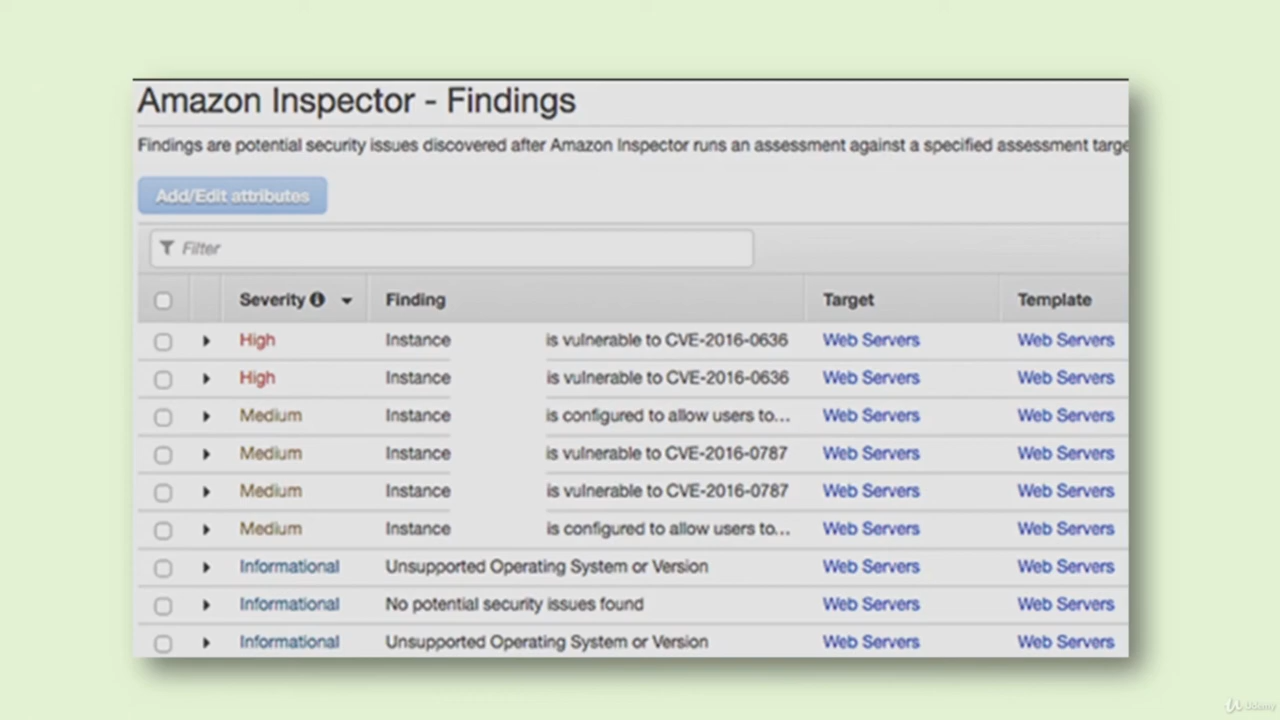 Amazon Inspector - Findings
Findings are potential security issues discovered after Amazon Inspector runs an assessment against a specified assessment targe
Add/Edit attributes
Filter
Severity Finding Target Template
High Instance is vulnerable to CVE-2016-0636 Web Servers Web Servers
High Instance is vulnerable to CVE-2016-0636 Web Servers Web Servers
Medium Instance is configured to allow users to... Web Servers Web Servers
Medium Instance is vulnerable to CVE-2016-0787 Web Servers Web Servers
Medium Instance is vulnerable to CVE-2016-0787 Web Servers Web Servers
Medium Instance is configured to allow users to... Web Servers Web Servers
Informational Unsupported Operating System or Version Web Servers Web Servers
Informational No potential security issues found Web Servers Web Servers
Informational Unsupported Operating System or Version Web Servers Web Servers
Udemy